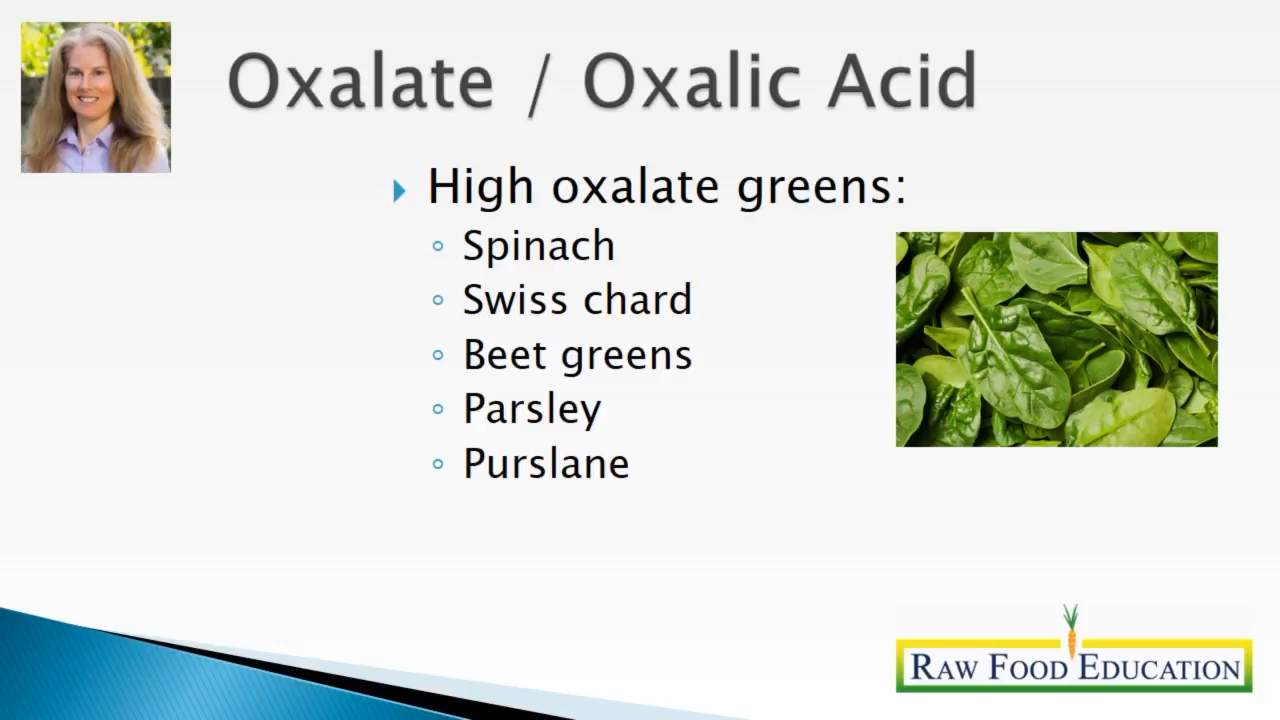 Oxalate / Oxalic Acid
High oxalate greens:
Spinach
Swiss chard
Beet greens
Parsley
Purslane
RAW FOOD EDUCATION